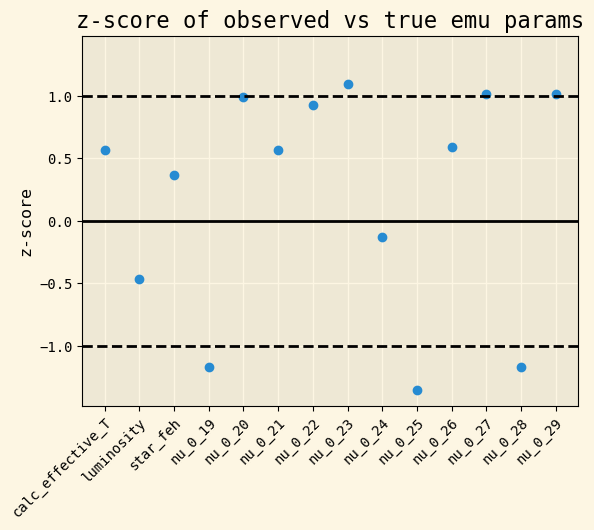 z-score of observed vs true emu params
z-score
1.0
0.5
0.0
−0.5
−1.0
calc_effective_T
luminosity
star_feh
nu_0_19
nu_0_20
nu_0_21
nu_0_22
nu_0_23
nu_0_24
nu_0_25
nu_0_26
nu_0_27
nu_0_28
nu_0_29